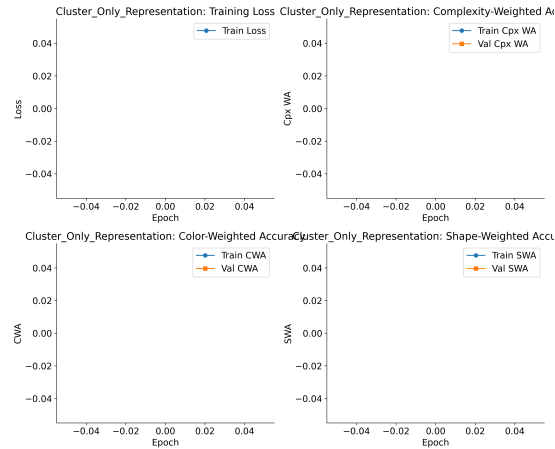 Cluster_Only_Representation: Training Loss
Train Loss
0.04
0.02
0.00
−0.02
−0.04
Loss
−0.04 −0.02 0.00 0.02 0.04
Epoch
Cluster_Only_Representation: Complexity-Weighted Ac
Train Cpx WA
Val Cpx WA
0.04
0.02
0.00
−0.02
−0.04
Cpx WA
−0.04 −0.02 0.00 0.02 0.04
Epoch
Cluster_Only_Representation: Color-Weighted Accuracy
Train CWA
Val CWA
0.04
0.02
0.00
−0.02
−0.04
CWA
−0.04 −0.02 0.00 0.02 0.04
Epoch
Cluster_Only_Representation: Shape-Weighted Accu
Train SWA
Val SWA
0.04
0.02
0.00
−0.02
−0.04
SWA
−0.04 −0.02 0.00 0.02 0.04
Epoch